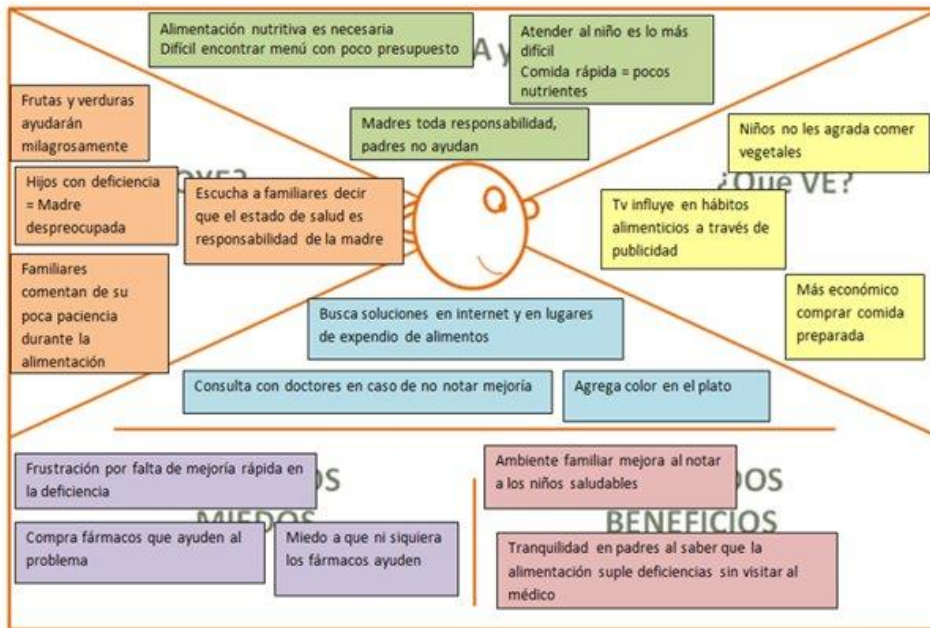 Alimentación nutritiva es necesaria
Difícil encontrar menú con poco presupuesto
A y
Atender al niño es lo más
difícil
Comida rápida = pocos
nutrientes
Madres toda responsabilidad,
padres no ayudan
Frutas y verduras
ayudarán
milagrosamente
Hijos con deficiencia
= Madre
despreocupada
Escucha a familiares decir
que el estado de salud es
responsabilidad de la madre
Familiares
comentan de su
poca paciencia
durante la
alimentación
Niños no les agrada comer
vegetales
¿Qué VE?
Tv influye en hábitos
alimenticios a través de
publicidad
Más económico
comprar comida
preparada
Busca soluciones en internet y en lugares
de expendio de alimentos
Consulta con doctores en caso de no notar mejoría
Agrega color en el plato
Frustración por falta de mejoría rápida en
la deficiencia
OS
MIEDOS
Compra fármacos que ayuden al
problema
Miedo a que ni siquiera
los fármacos ayuden
Ambiente familiar mejora al notar
a los niños saludables
DOS
BENEFICIOS
Tranquilidad en padres al saber que la
alimentación suple deficiencias sin visitar al
médico